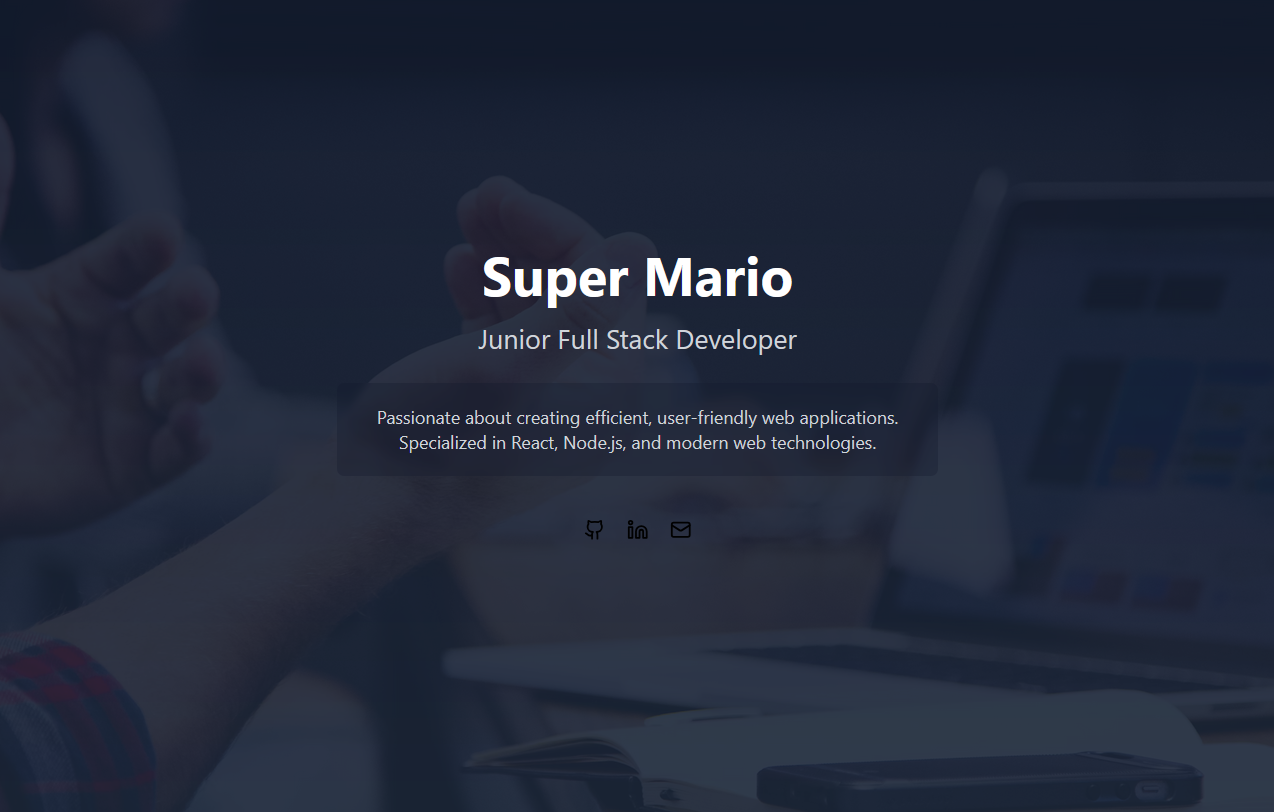 Super Mario
Junior Full Stack Developer
Passionate about creating efficient, user-friendly web applications.
Specialized in React, Node.js, and modern web technologies.